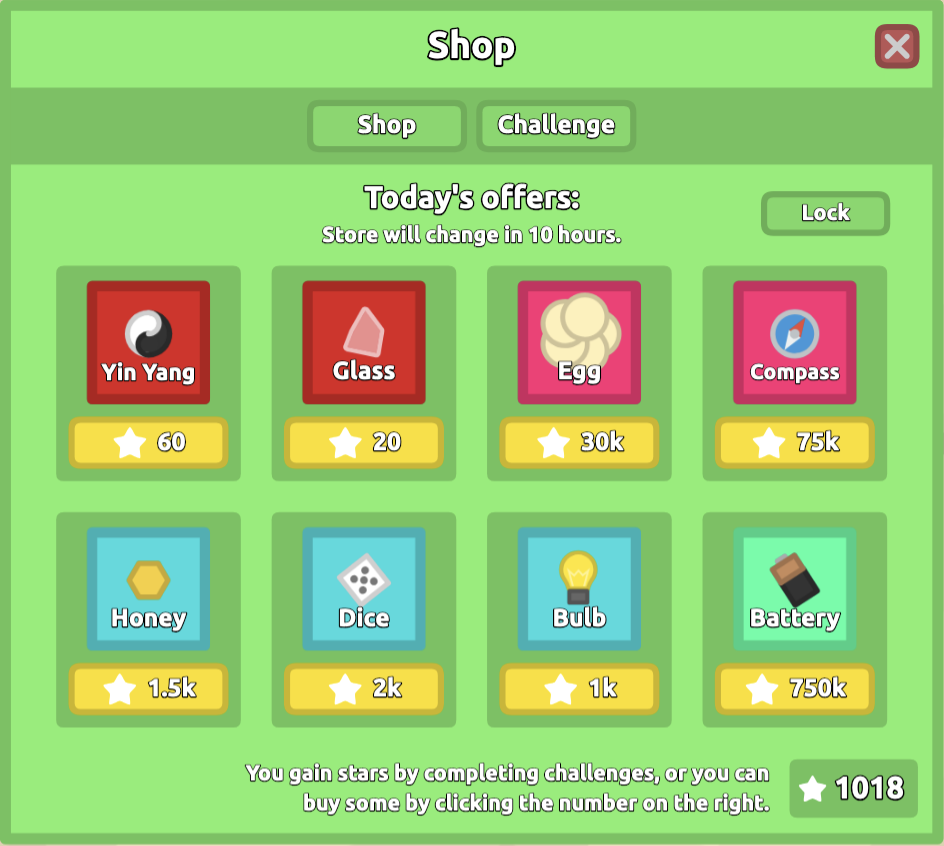 Shop
Shop
Challenge
Today's offers:
Store will change in 10 hours.
Lock
Yin Yang
Glass
Egg
Compass
60
20
30k
75k
Honey
Dice
Bulb
Battery
1.5k
2k
1k
750k
You gain stars by completing challenges, or you can
buy some by clicking the number on the right.
1018